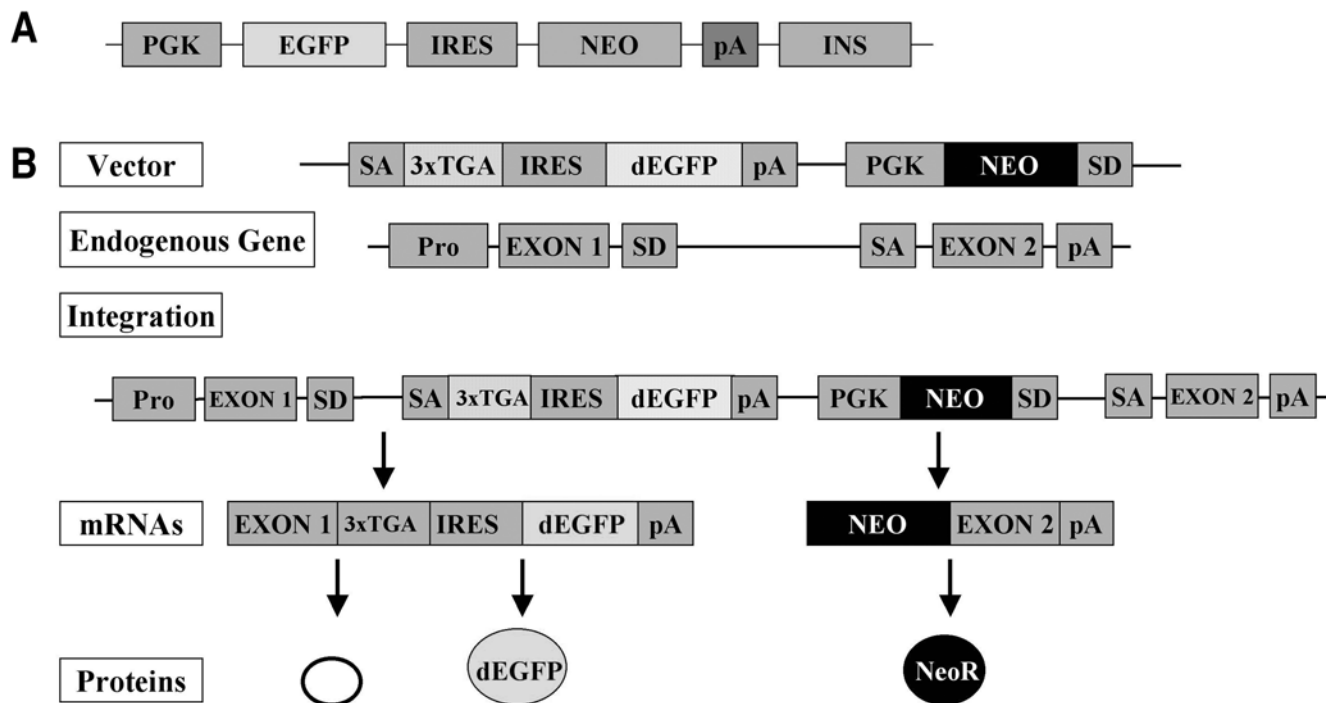 A
PGK EGFP IRES NEO pA INS
B
Vector
SA 3xTGA IRES dEGFP pA PGK NEO SD
Endogenous Gene
Pro EXON 1 SD SA EXON 2 pA
Integration
Pro EXON 1 SD SA 3xTGA IRES dEGFP pA PGK NEO SD SA EXON 2 pA
mRNAs
EXON 1 3xTGA IRES dEGFP pA NEO EXON 2 pA
Proteins
dEGFP NeoR